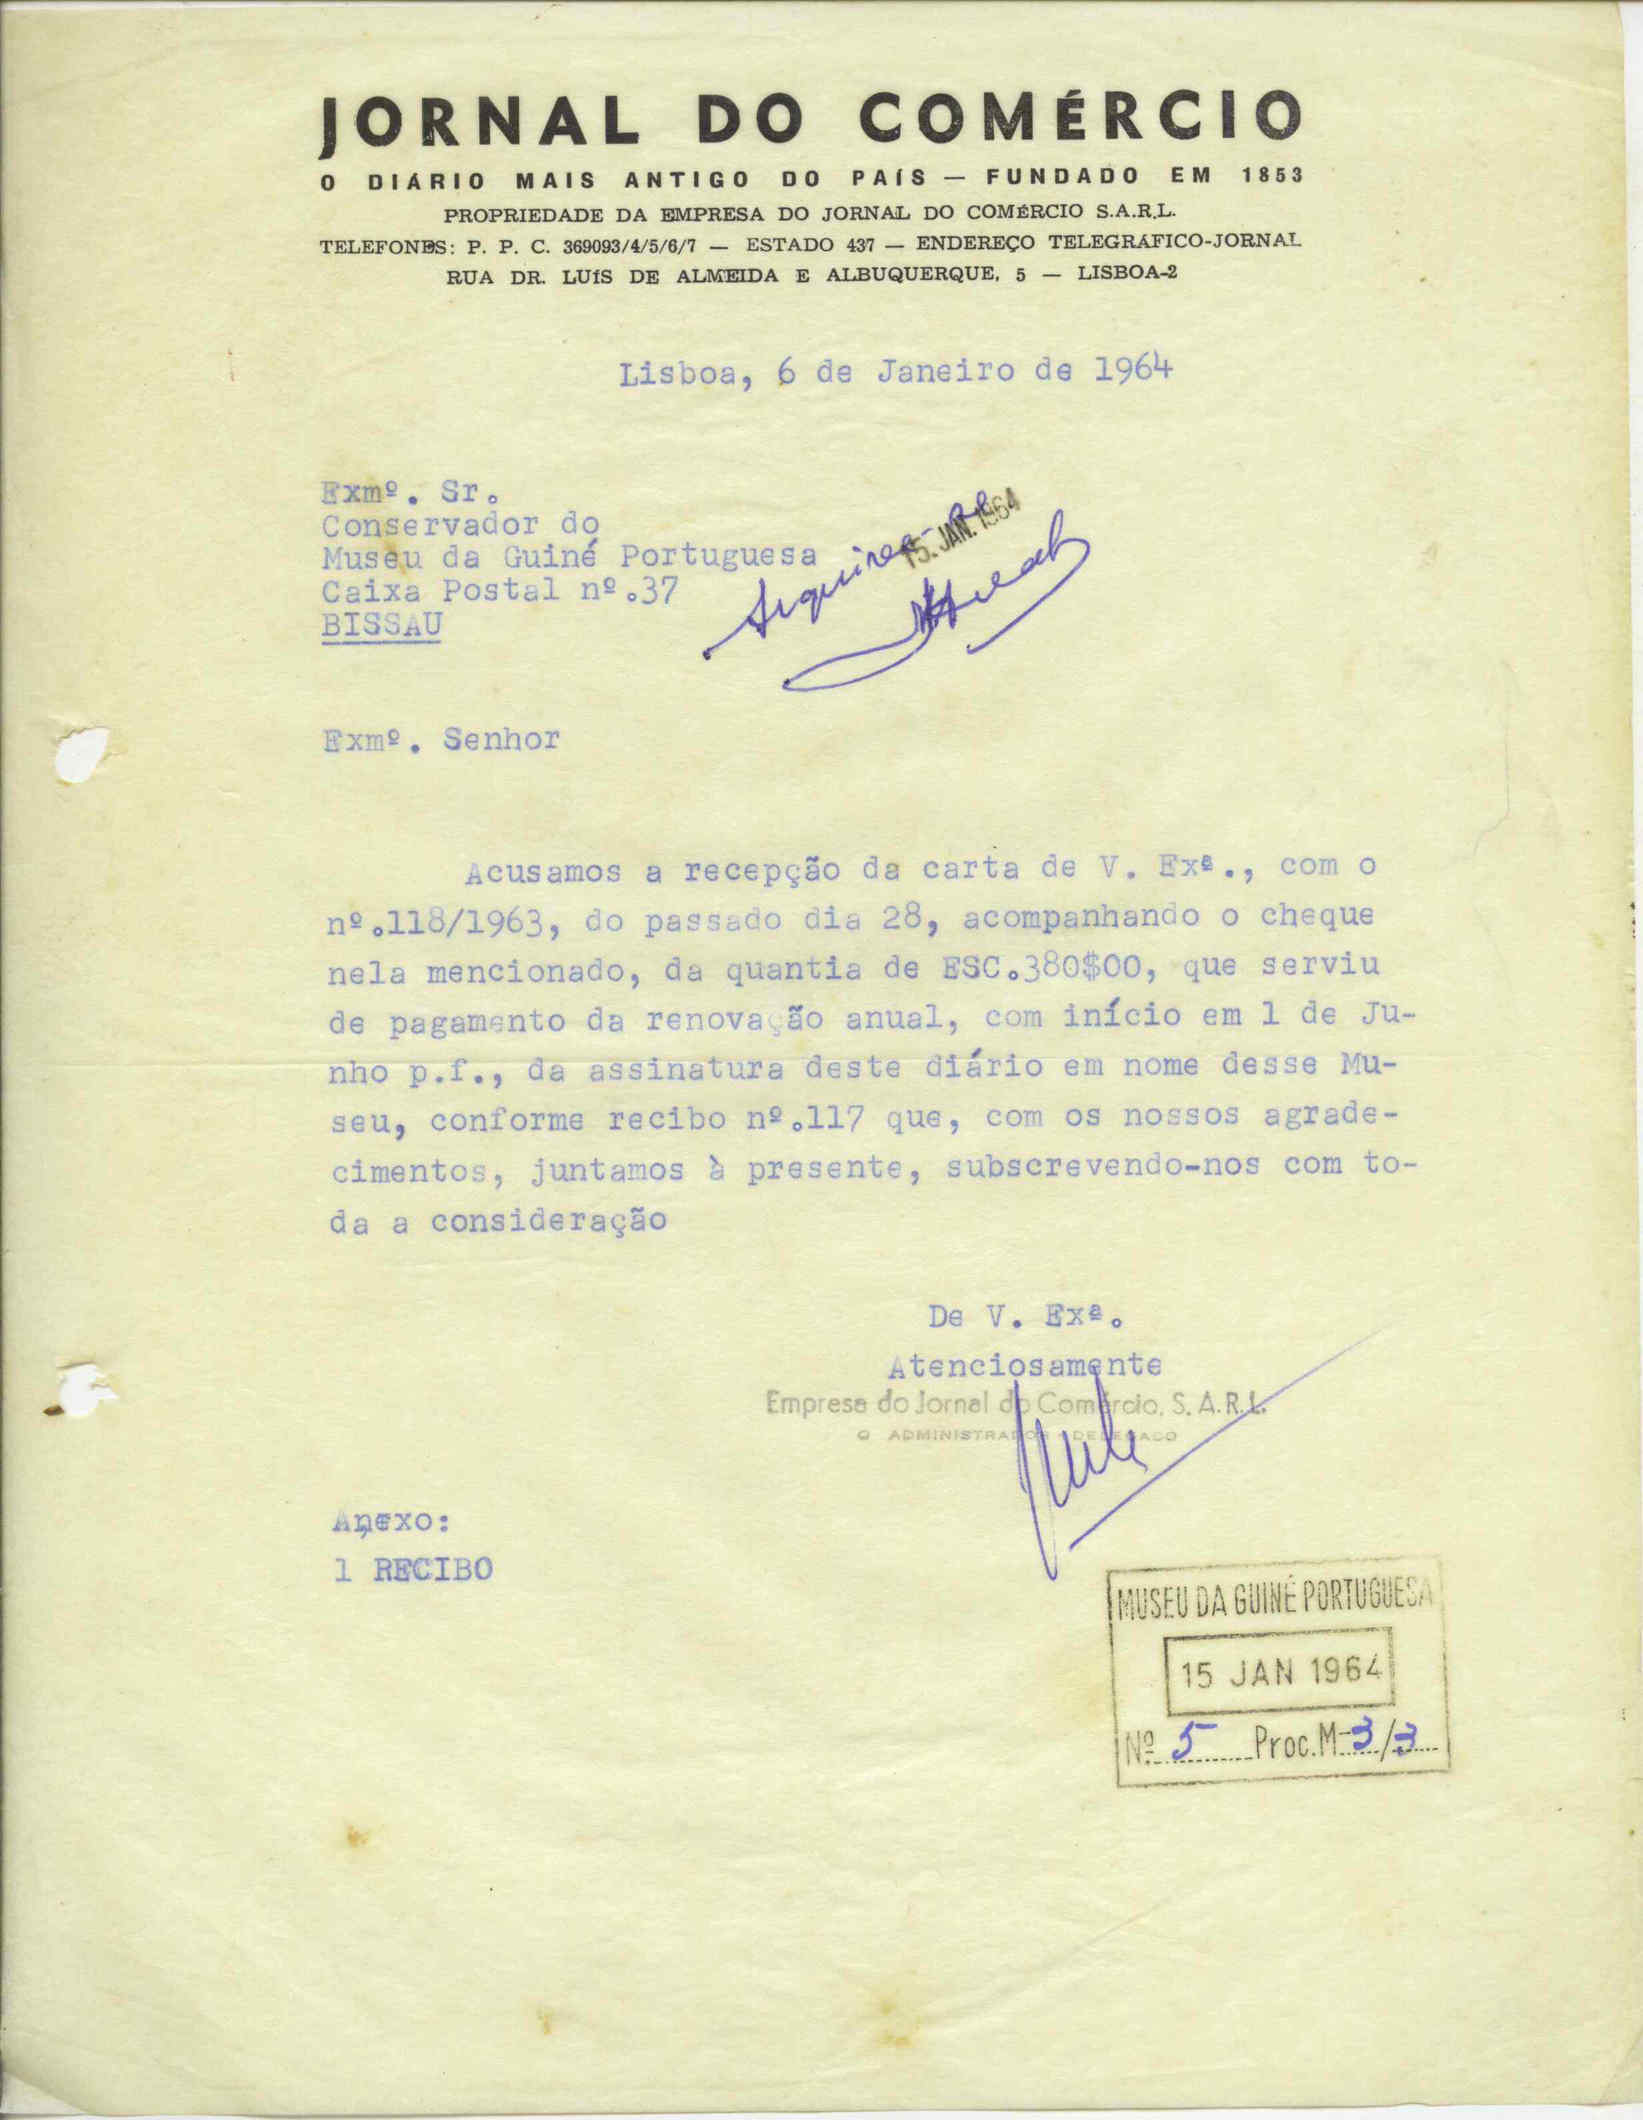 JORNAL DO COMÉRCIO
O DIÁRIO MAIS ANTIGO DO PAÍS — FUNDADO EM 1853
PROPRIEDADE DA EMPRESA DO JORNAL DO COMÉRCIO S.A.R.L.
TELEFONES: P. P. C. 369093/4/5/6/7 — ESTADO 437 — ENDEREÇO TELEGRÁFICO-JORNAL
RUA DR. LUÍS DE ALMEIDA E ALBUQUERQUE, 5 — LISBOA-2
Lisboa, 6 de Janeiro de 1964
Exmº. Sr.
Conservador do
Museu da Guiné Portuguesa
Caixa Postal nº.37
BISSAU
Arquive-se
15. JAN. 1964
Exmº. Senhor
Acusamos a recepção da carta de V. Exª., com o
nº.118/1963, do passado dia 28, acompanhando o cheque
nela mencionado, da quantia de ESC.380$00, que serviu
de pagamento da renovação anual, com início em 1 de Ju-
nho p.f., da assinatura deste diário em nome desse Mu-
seu, conforme recibo nº.117 que, com os nossos agrade-
cimentos, juntamos à presente, subscrevendo-nos com to-
da a consideração
De V. Exª.
Atenciosamente
Empresa do Jornal do Comércio, S. A. R. L.
O ADMINISTRADOR - DELEGADO
Anexo:
1 RECIBO
MUSEU DA GUINÉ PORTUGUESA
15 JAN 1964
Nº 5 Proc. M-3/3